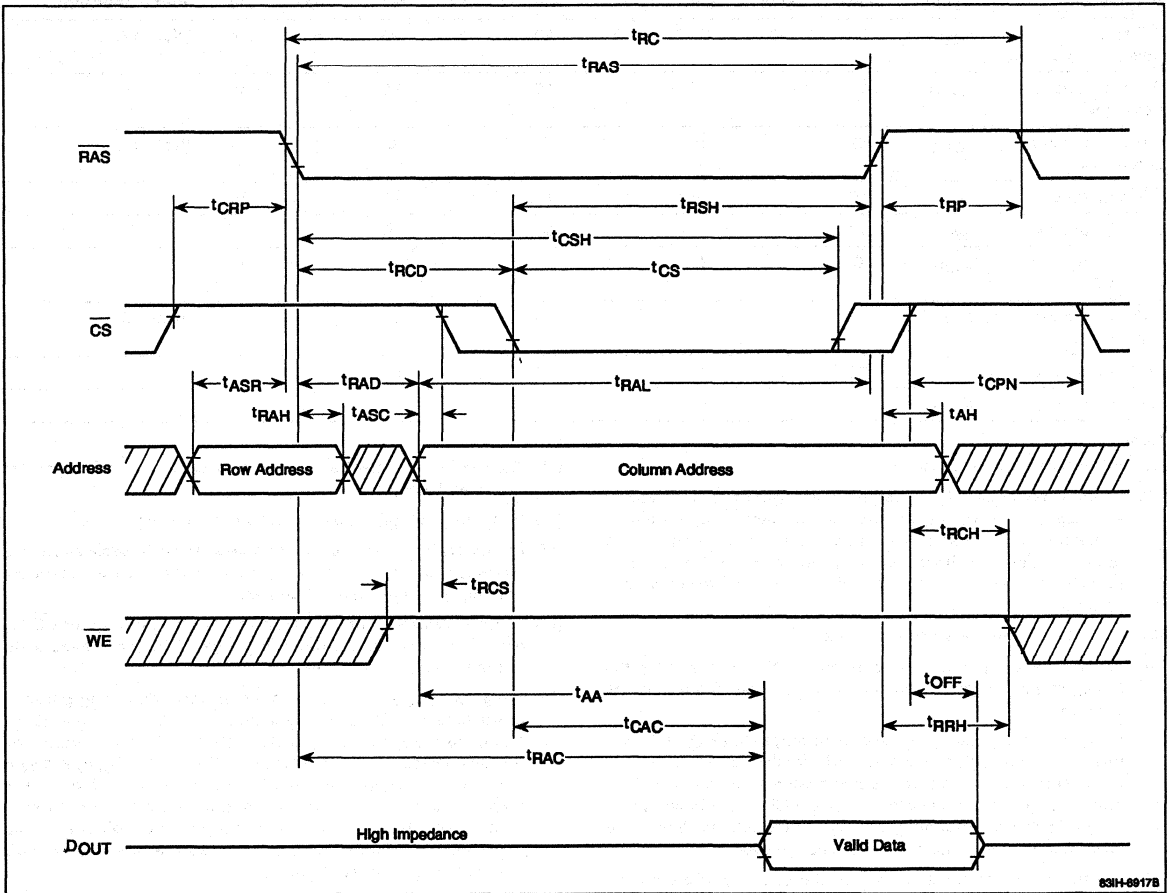 tRC
tRAS
RAS
tCRP
tRSH
tRP
tCSH
tRCD
tCS
CS
tASR
tRAD
tRAL
tCPN
tRAH
tASC
tAH
Address
Row Address
Column Address
tRCH
tRCS
WE
tOFF
tAA
tCAC
tRRH
tRAC
High Impedance
DOUT
Valid Data
83IH-6917B